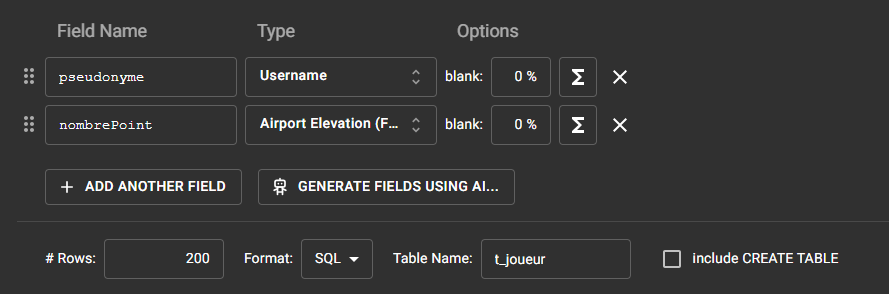 Field Name Type Options
pseudonyme Username blank: 0 % Σ
nombrePoint Airport Elevation (F... blank: 0 % Σ
+ ADD ANOTHER FIELD GENERATE FIELDS USING AI...
# Rows: 200 Format: SQL Table Name: t_joueur include CREATE TABLE